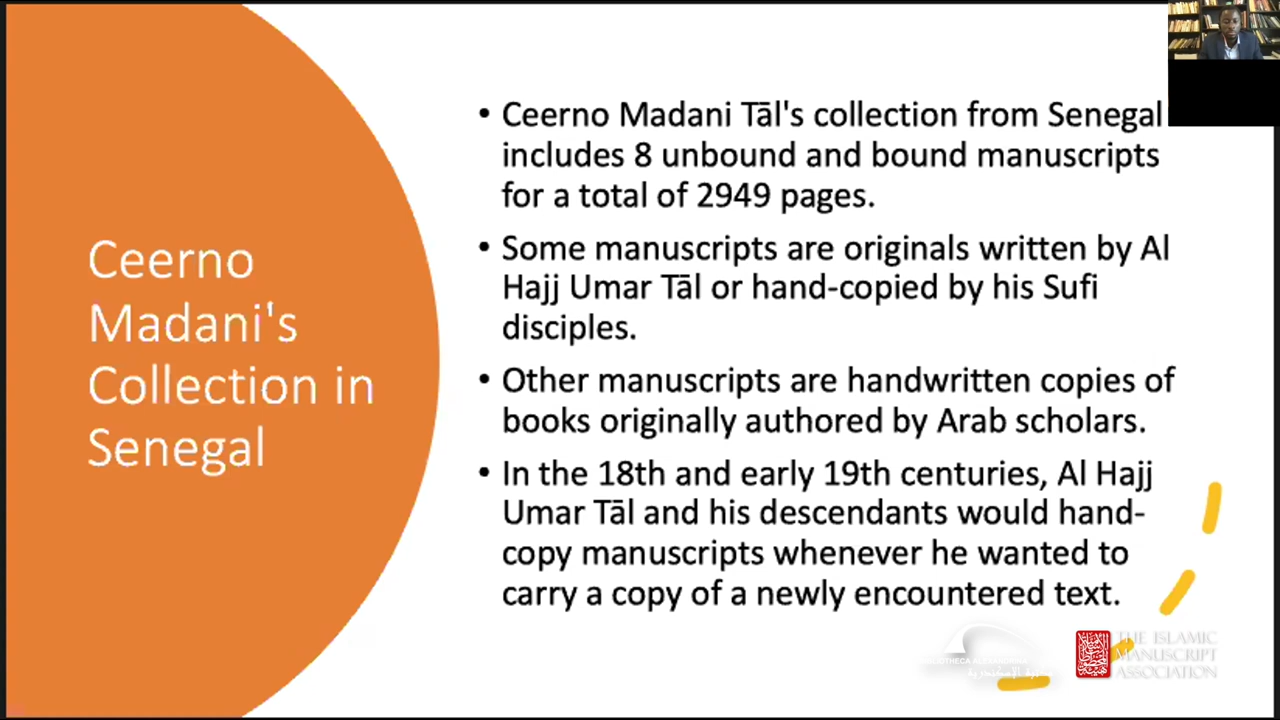 Ceerno
Madani's
Collection in
Senegal
• Ceerno Madani Tāl's collection from Senegal
includes 8 unbound and bound manuscripts
for a total of 2949 pages.
• Some manuscripts are originals written by Al
Hajj Umar Tāl or hand-copied by his Sufi
disciples.
• Other manuscripts are handwritten copies of
books originally authored by Arab scholars.
• In the 18th and early 19th centuries, Al Hajj
Umar Tāl and his descendants would hand-
copy manuscripts whenever he wanted to
carry a copy of a newly encountered text.
BIBLIOTHECA ALEXANDRINA
مكتبة الإسكندرية
THE ISLAMIC
MANUSCRIPT
ASSOCIATION